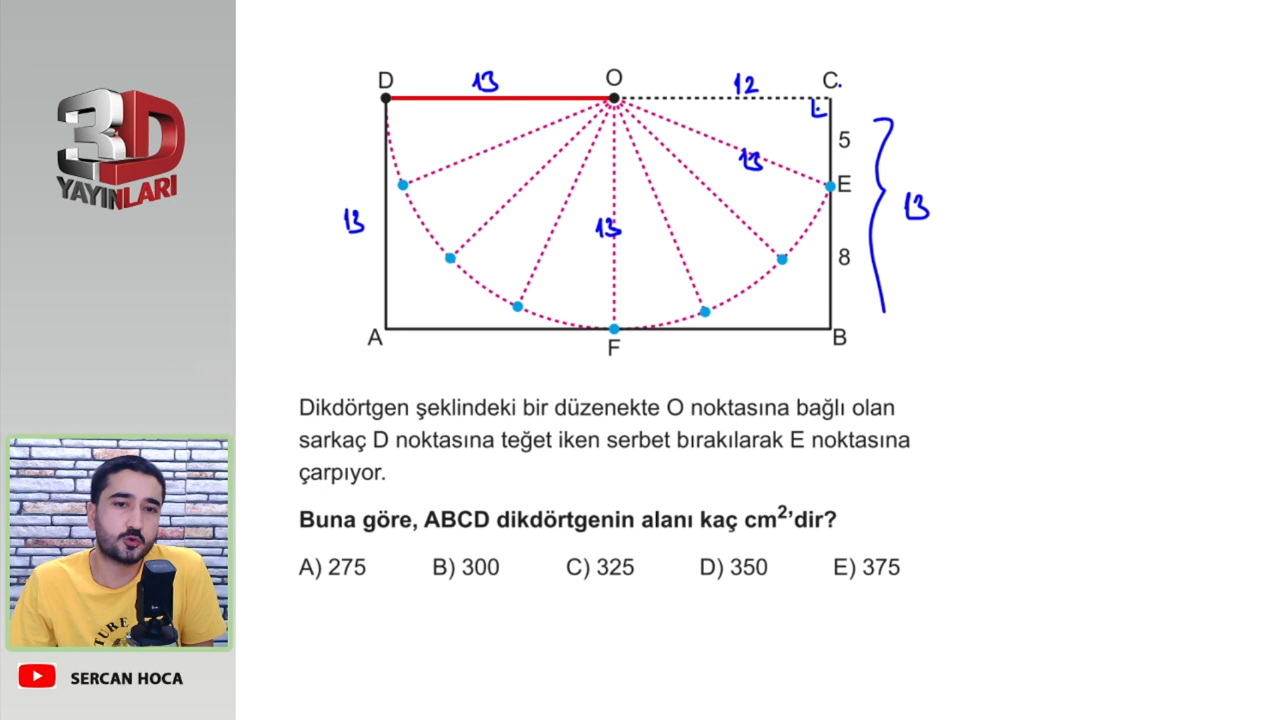 3D
YAYINLARI
D 13 O 12 C.
5
13
E
13
13
13
8
A
F
B
Dikdörtgen şeklindeki bir düzenekte O noktasına bağlı olan
sarkaç D noktasına teğet iken serbet bırakılarak E noktasına
çarpıyor.
Buna göre, ABCD dikdörtgenin alanı kaç cm²'dir?
A) 275 B) 300 C) 325 D) 350 E) 375
TURE
SERCAN HOCA